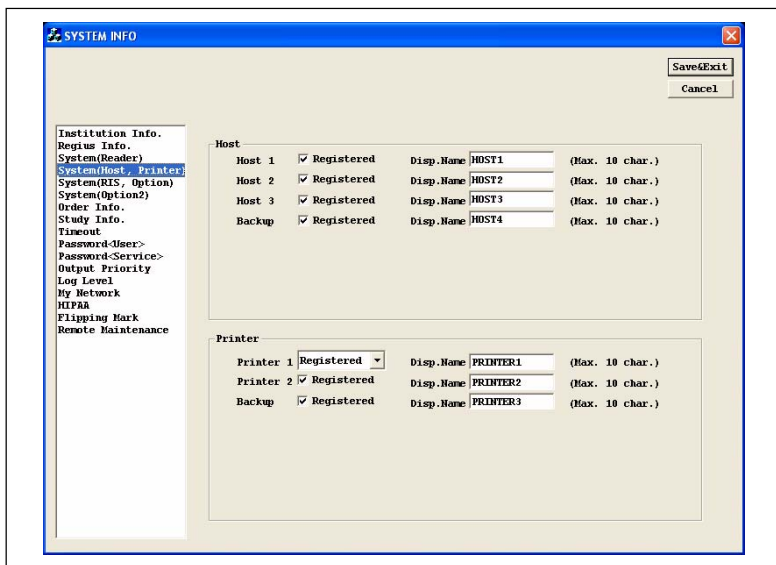 SYSTEM INFO
Save&Exit
Cancel
Institution Info.
Regius Info.
System(Reader)
System(Host, Printer)
System(RIS, Option)
System(Option2)
Order Info.
Study Info.
Timeout
Password<User>
Password<Service>
Output Priority
Log Level
My Network
HIPAA
Flipping Mark
Remote Maintenance
Host
Host 1 Registered Disp.Name HOST1 (Max. 10 char.)
Host 2 Registered Disp.Name HOST2 (Max. 10 char.)
Host 3 Registered Disp.Name HOST3 (Max. 10 char.)
Backup Registered Disp.Name HOST4 (Max. 10 char.)
Printer
Printer 1 Registered Disp.Name PRINTER1 (Max. 10 char.)
Printer 2 Registered Disp.Name PRINTER2 (Max. 10 char.)
Backup Registered Disp.Name PRINTER3 (Max. 10 char.)